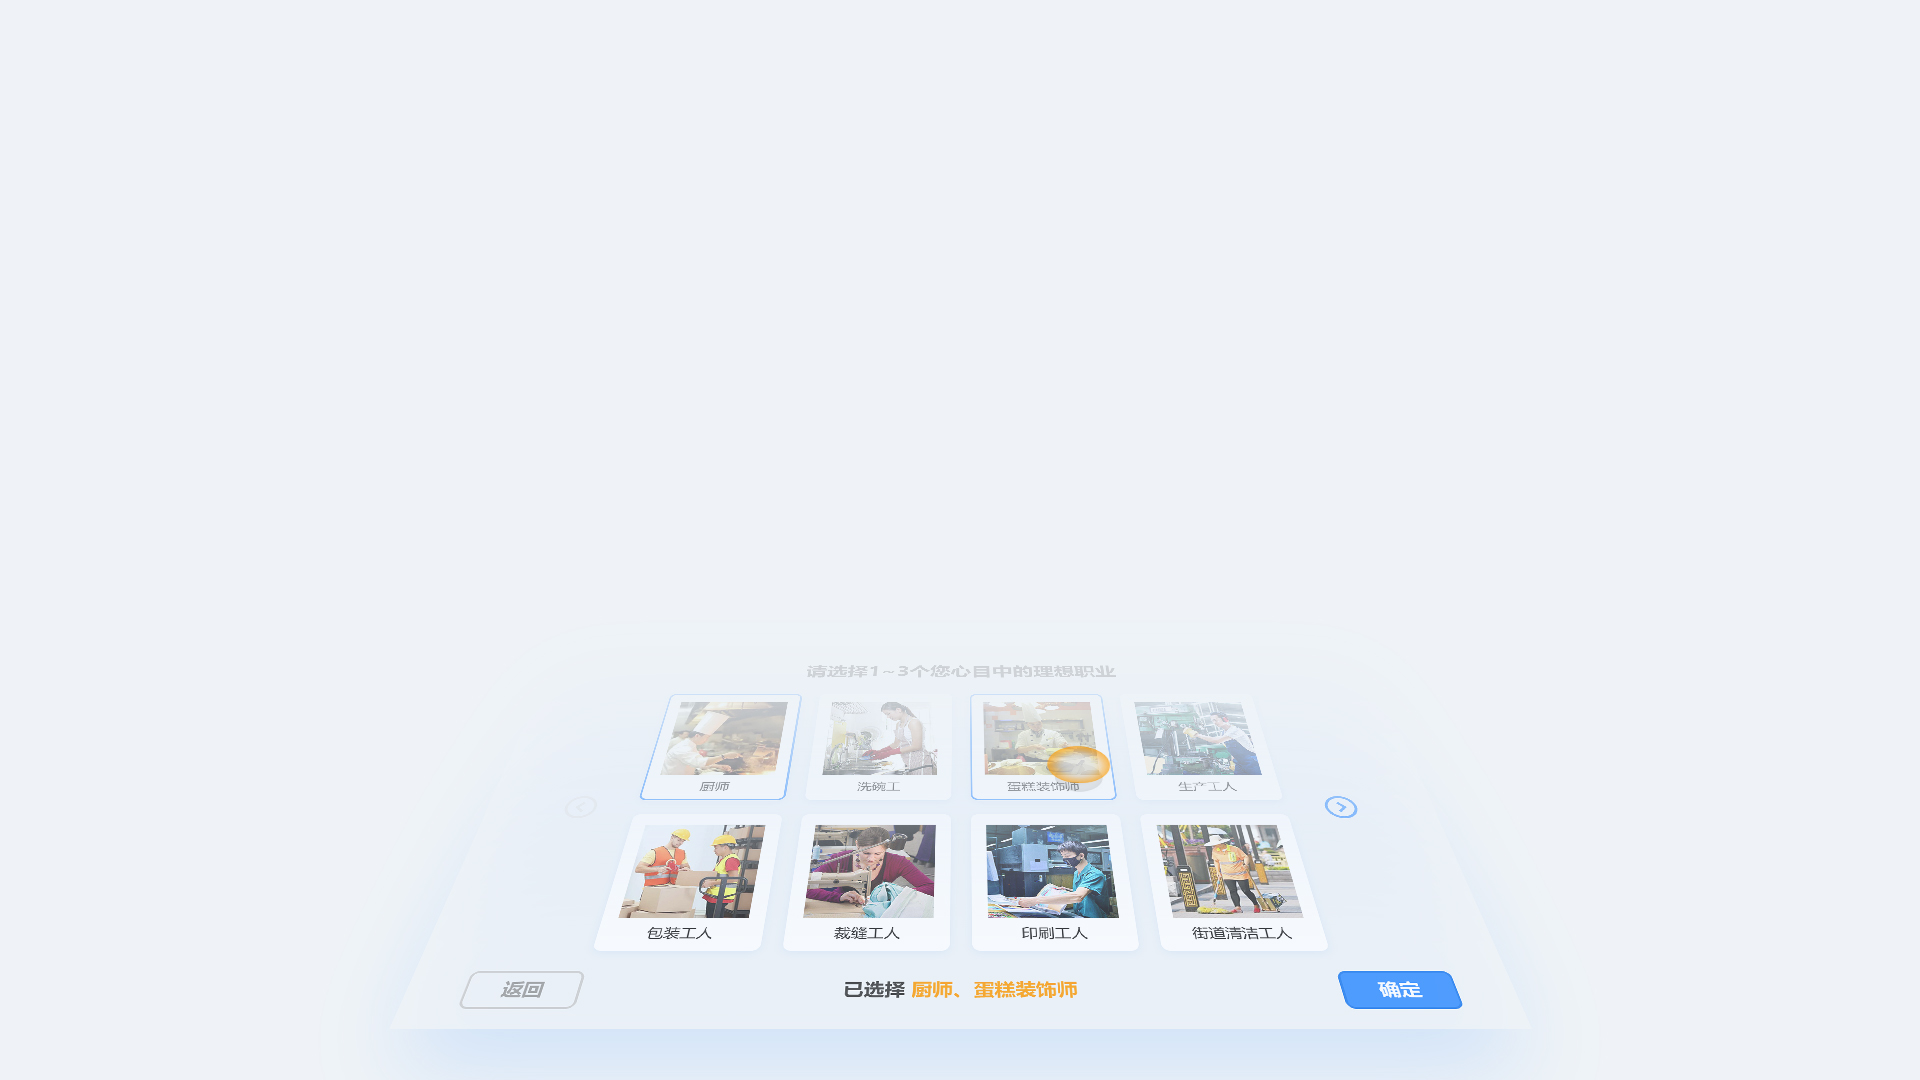 请选择1~3个您心目中的理想职业
厨师
洗碗工
蛋糕装饰师
生产工人
包装工人
裁缝工人
印刷工人
街道清洁工人
返回
已选择 厨师、蛋糕装饰师
确定